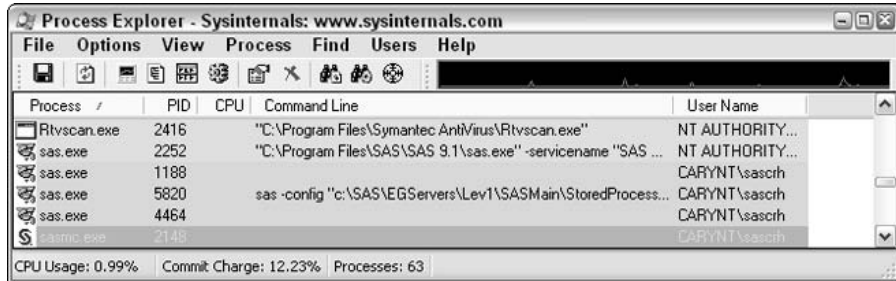 Process Explorer - Sysinternals: www.sysinternals.com
File Options View Process Find Users Help
Process / PID CPU Command Line User Name
Rtvscan.exe 2416 "C:\Program Files\Symantec AntiVirus\Rtvscan.exe" NT AUTHORITY...
sas.exe 2252 "C:\Program Files\SAS\SAS 9.1\sas.exe" -servicename "SAS ... NT AUTHORITY...
sas.exe 1188 CARYNT\sascrh
sas.exe 5820 sas -config "c:\SAS\EGServers\Lev1\SASMain\StoredProcess... CARYNT\sascrh
sas.exe 4464 CARYNT\sascrh
sasmc.exe 2148 CARYNT\sascrh
CPU Usage: 0.99% Commit Charge: 12.23% Processes: 63